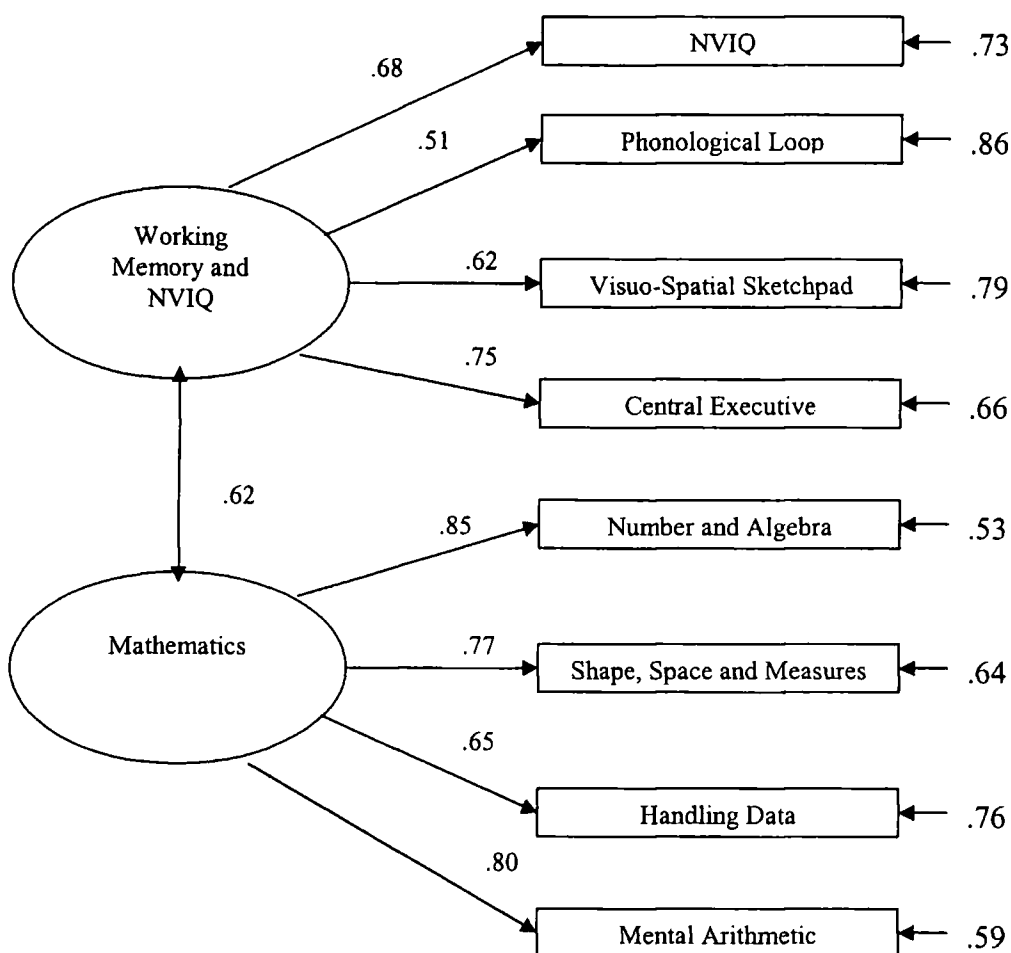 NVIQ
.73
.68
.51
Phonological Loop
.86
Working
Memory and
NVIQ
.62
Visuo-Spatial Sketchpad
.79
.75
Central Executive
.66
.62
.85
Number and Algebra
.53
Mathematics
.77
Shape, Space and Measures
.64
.65
Handling Data
.76
.80
Mental Arithmetic
.59